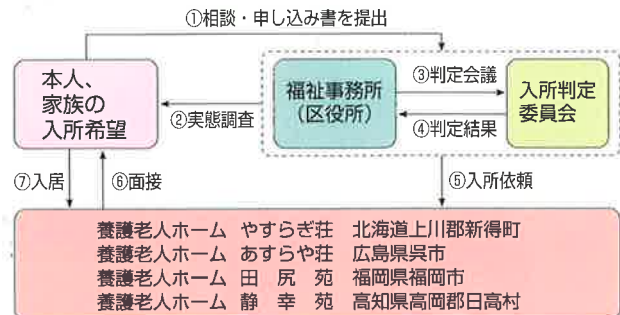 ①相談・申し込み書を提出
本人、
家族の
入所希望
②実態調査
福祉事務所
（区役所）
③判定会議
④判定結果
入所判定
委員会
⑦入居
⑥面接
⑤入所依頼
養護老人ホーム やすらぎ荘 北海道上川郡新得町
養護老人ホーム あすらや荘 広島県呉市
養護老人ホーム 田尻苑 福岡県福岡市
養護老人ホーム 静幸苑 高知県高岡郡日高村